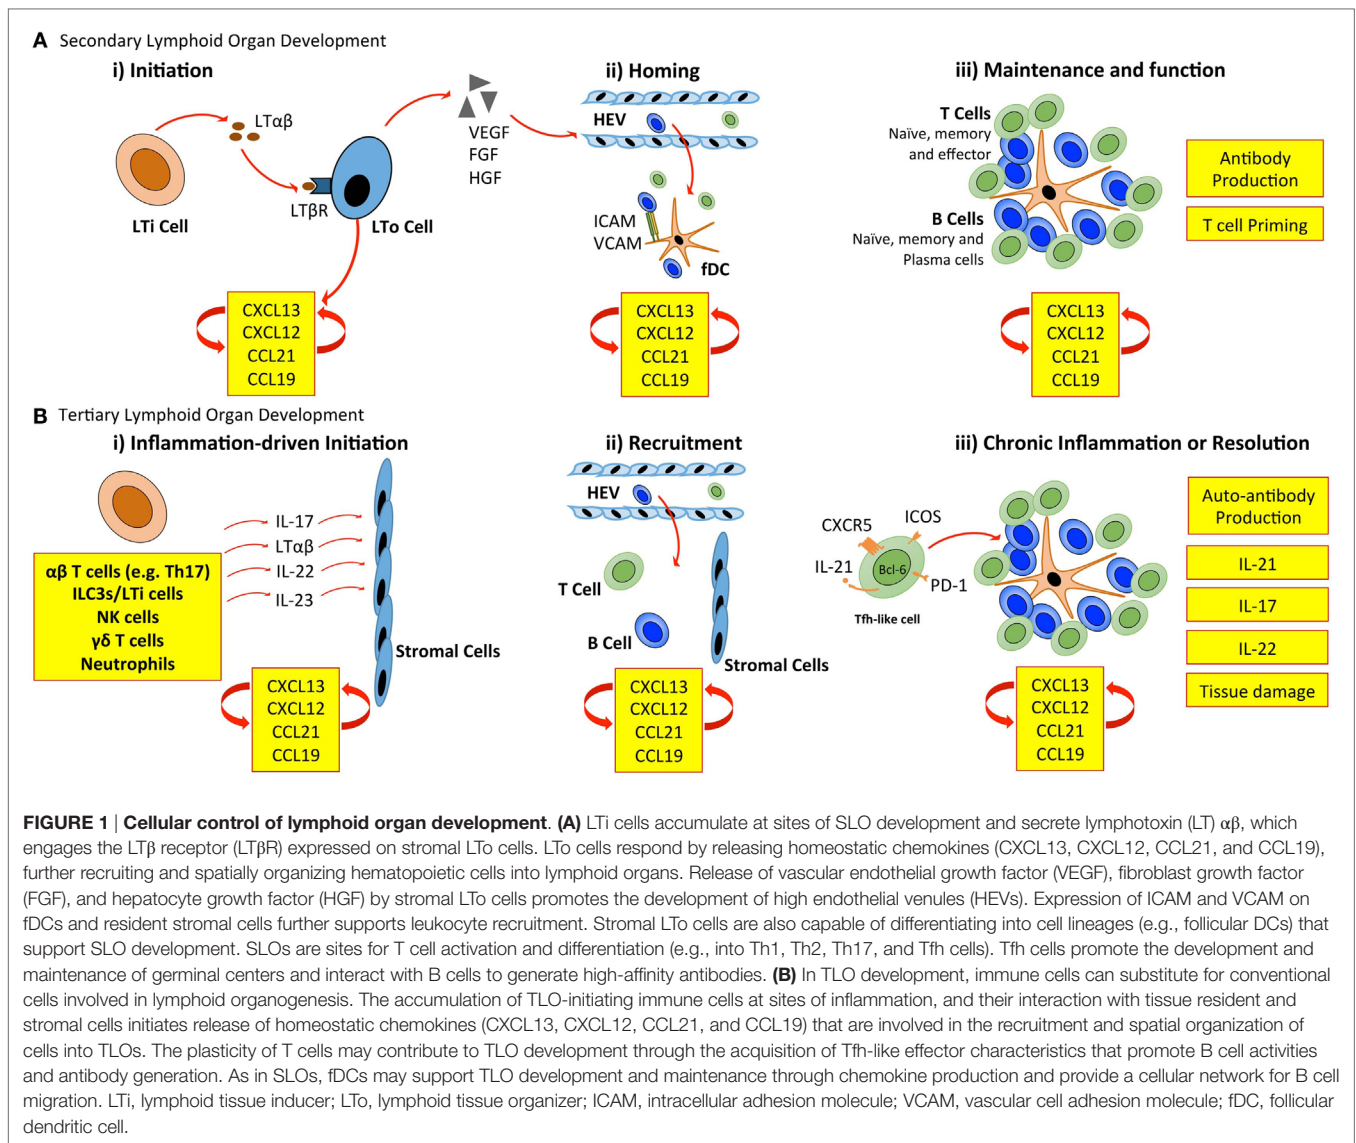 A Secondary Lymphoid Organ Development
i) Initiation
LTαβ
LTi Cell
LTβR
LTo Cell
VEGF
FGF
HGF
CXCL13
CXCL12
CCL21
CCL19
ii) Homing
HEV
ICAM
VCAM
fDC
CXCL13
CXCL12
CCL21
CCL19
iii) Maintenance and function
T Cells
Naïve, memory
and effector
B Cells
Naïve, memory and
Plasma cells
Antibody
Production
T cell Priming
CXCL13
CXCL12
CCL21
CCL19
B Tertiary Lymphoid Organ Development
i) Inflammation-driven Initiation
αβ T cells (e.g. Th17)
ILC3s/LTi cells
NK cells
γδ T cells
Neutrophils
IL-17
LTαβ
IL-22
IL-23
Stromal Cells
CXCL13
CXCL12
CCL21
CCL19
ii) Recruitment
HEV
T Cell
B Cell
Stromal Cells
CXCL13
CXCL12
CCL21
CCL19
iii) Chronic Inflammation or Resolution
CXCR5
ICOS
IL-21
Bcl-6
PD-1
Tfh-like cell
Auto-antibody
Production
IL-21
IL-17
IL-22
Tissue damage
CXCL13
CXCL12
CCL21
CCL19
FIGURE 1 | Cellular control of lymphoid organ development. (A) LTi cells accumulate at sites of SLO development and secrete lymphotoxin (LT) αβ, which
engages the LTβ receptor (LTβR) expressed on stromal LTo cells. LTo cells respond by releasing homeostatic chemokines (CXCL13, CXCL12, CCL21, and CCL19),
further recruiting and spatially organizing hematopoietic cells into lymphoid organs. Release of vascular endothelial growth factor (VEGF), fibroblast growth factor
(FGF), and hepatocyte growth factor (HGF) by stromal LTo cells promotes the development of high endothelial venules (HEVs). Expression of ICAM and VCAM on
fDCs and resident stromal cells further supports leukocyte recruitment. Stromal LTo cells are also capable of differentiating into cell lineages (e.g., follicular DCs) that
support SLO development. SLOs are sites for T cell activation and differentiation (e.g., into Th1, Th2, Th17, and Tfh cells). Tfh cells promote the development and
maintenance of germinal centers and interact with B cells to generate high-affinity antibodies. (B) In TLO development, immune cells can substitute for conventional
cells involved in lymphoid organogenesis. The accumulation of TLO-initiating immune cells at sites of inflammation, and their interaction with tissue resident and
stromal cells initiates release of homeostatic chemokines (CXCL13, CXCL12, CCL21, and CCL19) that are involved in the recruitment and spatial organization of
cells into TLOs. The plasticity of T cells may contribute to TLO development through the acquisition of Tfh-like effector characteristics that promote B cell activities
and antibody generation. As in SLOs, fDCs may support TLO development and maintenance through chemokine production and provide a cellular network for B cell
migration. LTi, lymphoid tissue inducer; LTo, lymphoid tissue organizer; ICAM, intracellular adhesion molecule; VCAM, vascular cell adhesion molecule; fDC, follicular
dendritic cell.